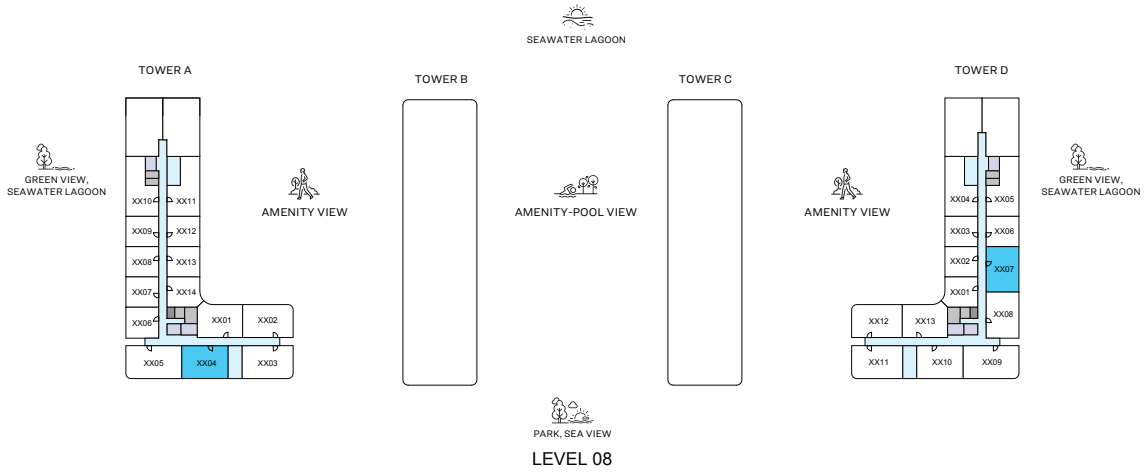 SEAWATER LAGOON
TOWER A
TOWER B
TOWER C
TOWER D
GREEN VIEW,
SEAWATER LAGOON
AMENITY VIEW
AMENITY-POOL VIEW
AMENITY VIEW
GREEN VIEW,
SEAWATER LAGOON
XX10 XX11
XX09 XX12
XX08 XX13
XX07 XX14
XX06 XX01 XX02
XX05 XX04 XX03
XX04 XX05
XX03 XX06
XX02 XX07
XX01
XX08
XX12 XX13
XX11 XX10 XX09
PARK, SEA VIEW
LEVEL 08